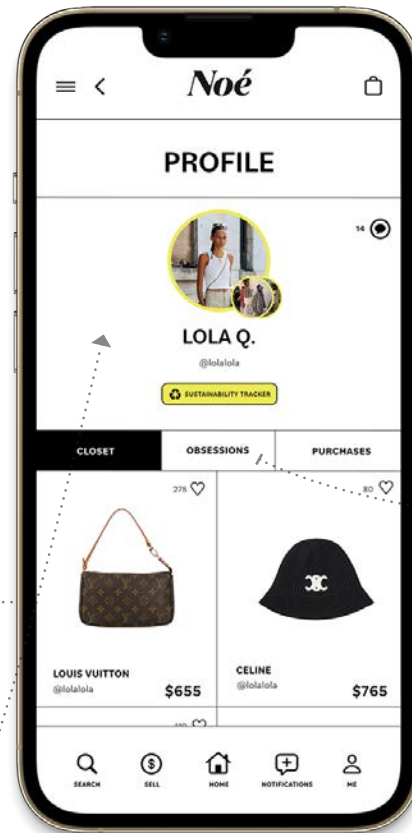 Noé
PROFILE
14
LOLA Q.
@lolalola
SUSTAINABILITY TRACKER
CLOSET OBSESSIONS PURCHASES
278 80
LOUIS VUITTON CELINE
@lolalola $655 @lolalola $765
SEARCH SELL HOME NOTIFICATIONS ME